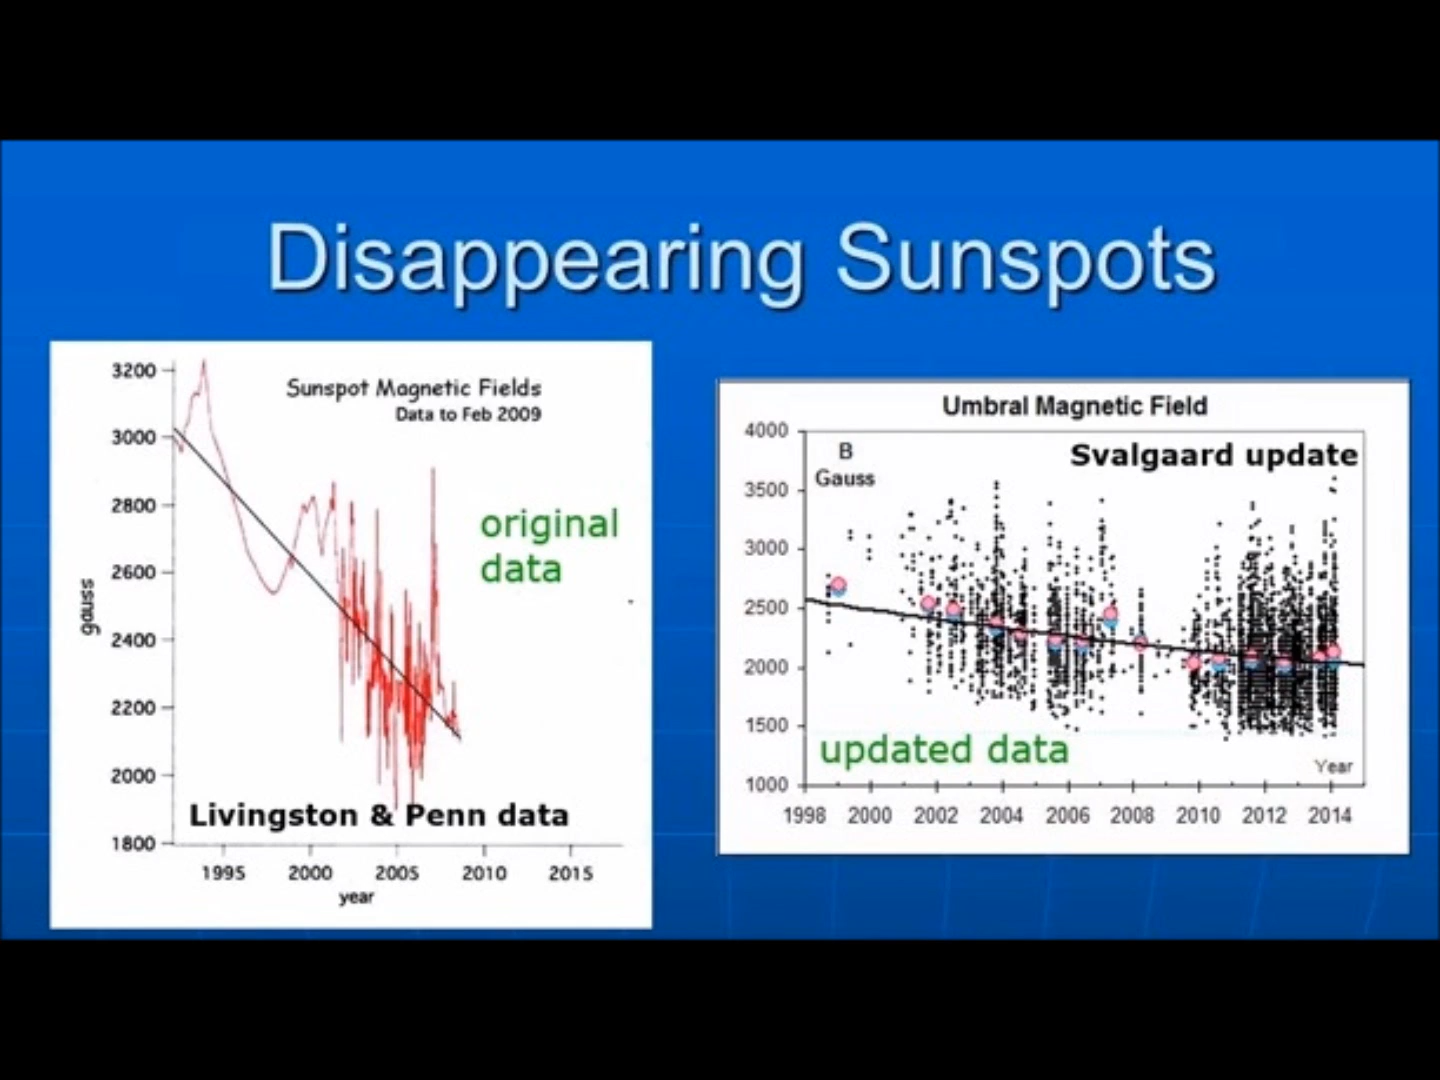 Disappearing Sunspots
3200
3000
2800
2600
2400
2200
2000
1800
gauss
Sunspot Magnetic Fields
Data to Feb 2009
original
data
Livingston & Penn data
1995 2000 2005 2010 2015
year
Umbral Magnetic Field
4000
3500
3000
2500
2000
1500
1000
B
Gauss
Svalgaard update
updated data
Year
1998 2000 2002 2004 2006 2008 2010 2012 2014